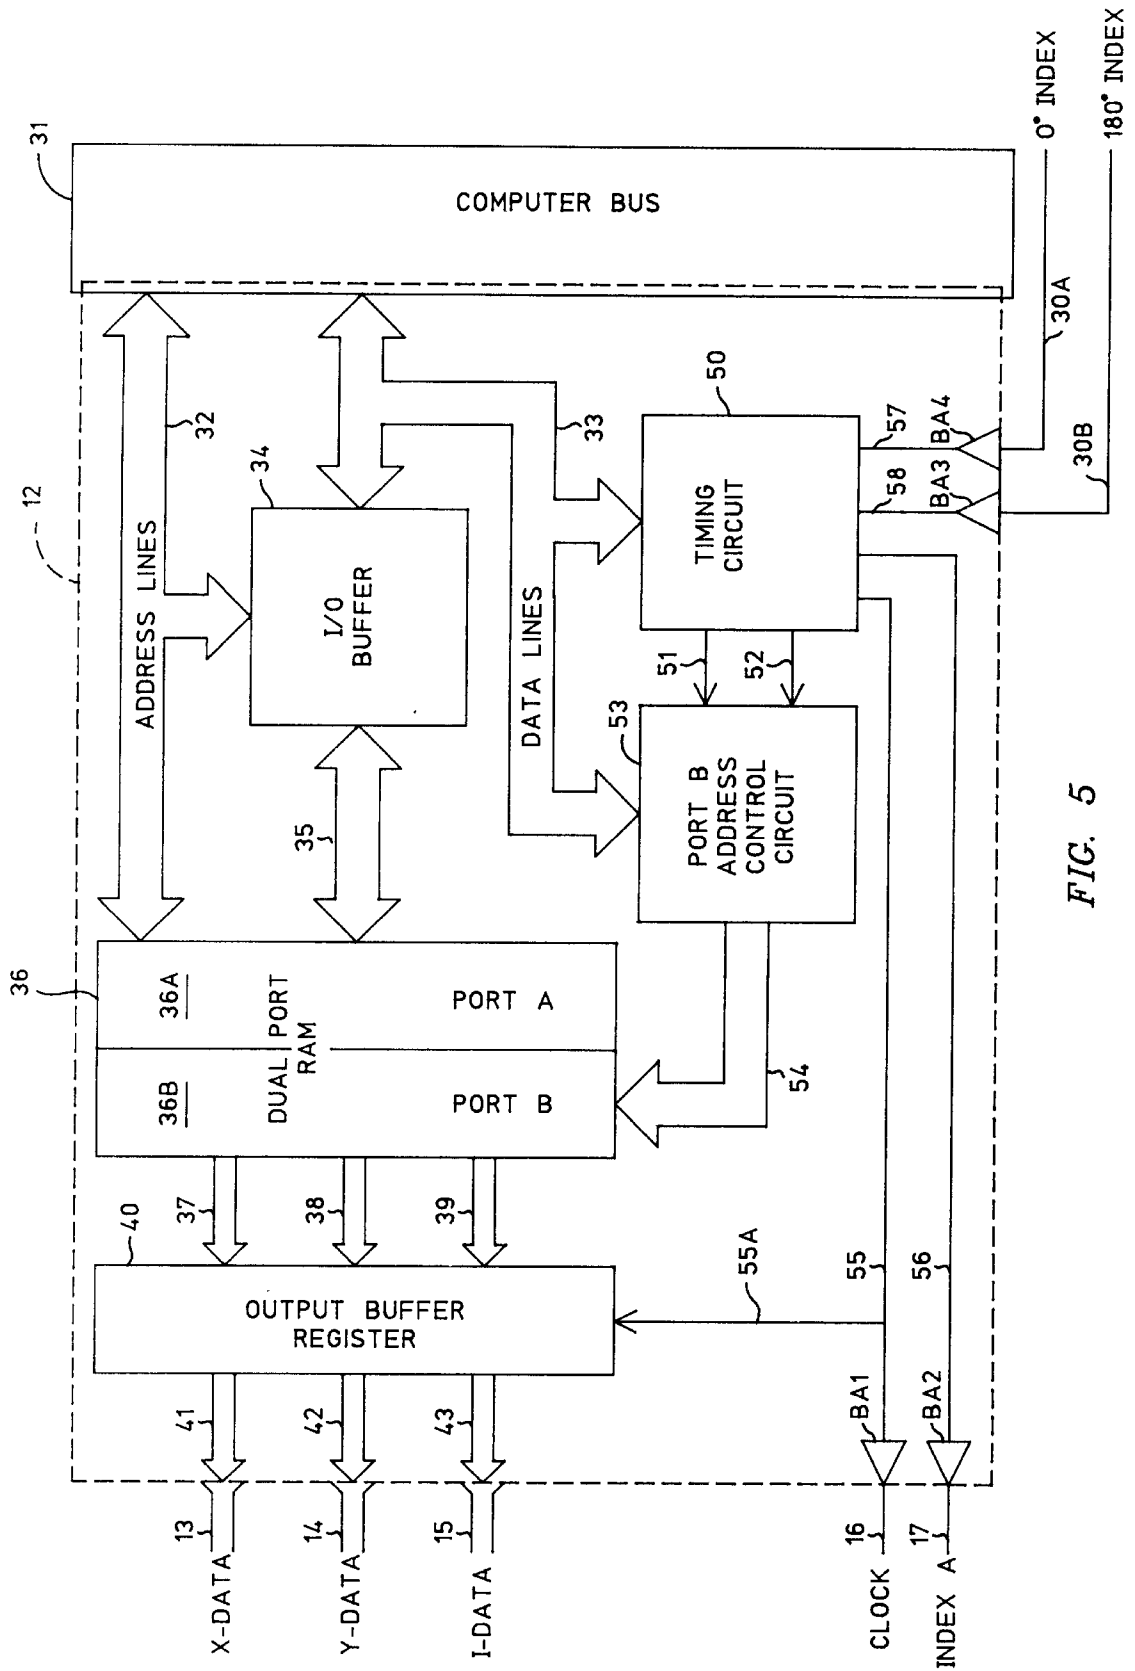 31
COMPUTER BUS
12
ADDRESS LINES
32
33
34
I/O
BUFFER
35
DATA LINES
50
TIMING
CIRCUIT
57
58
BA4
BA3
30A
30B
0° INDEX
180° INDEX
51
52
53
PORT B
ADDRESS
CONTROL
CIRCUIT
54
36
36A
PORT A
DUAL PORT
RAM
36B
PORT B
37
38
39
40
OUTPUT BUFFER
REGISTER
55A
55
56
41
42
43
BA1
BA2
13
14
15
16
17
X-DATA
Y-DATA
I-DATA
CLOCK
INDEX A
FIG. 5